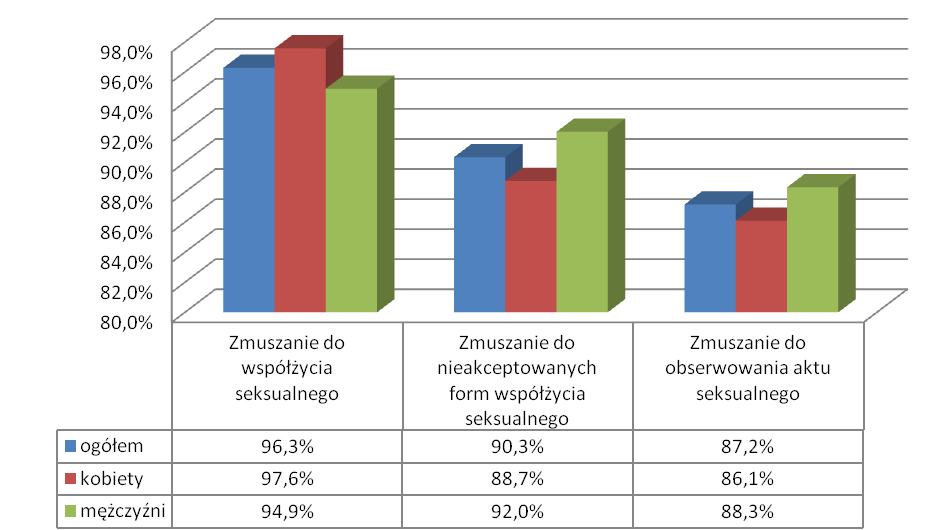 98,0%
96,0%
94,0%
92,0%
90,0%
88,0%
86,0%
84,0%
82,0%
80,0%
Zmuszanie do
współżycia
seksualnego
Zmuszanie do
nieakceptowanych
form współżycia
seksualnego
Zmuszanie do
obserwowania aktu
seksualnego
ogółem 96,3% 90,3% 87,2%
kobiety 97,6% 88,7% 86,1%
mężczyźni 94,9% 92,0% 88,3%